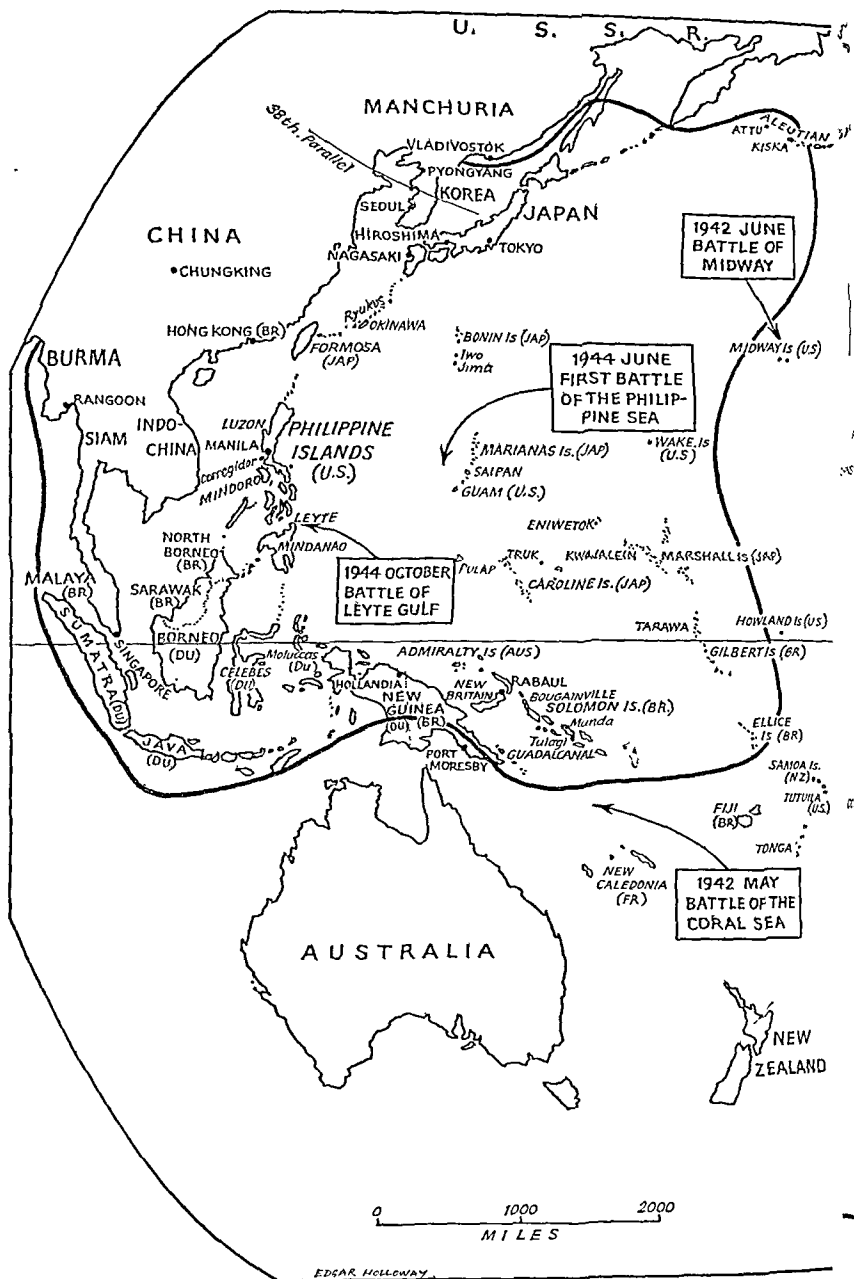 U. S. S. R.
MANCHURIA
38th. Parallel
VLADIVOSTOK
PYONGYANG
KOREA
SEOUL
JAPAN
HIROSHIMA
NAGASAKI
TOKYO
ATTU
ALEUTIAN
KISKA
1942 JUNE
BATTLE OF
MIDWAY
CHINA
CHUNGKING
Ryukus
OKINAWA
HONG KONG (BR)
FORMOSA
(JAP)
BONIN IS (JAP)
Iwo
Jima
MIDWAY IS (U.S)
1944 JUNE
FIRST BATTLE
OF THE PHILIP-
PINE SEA
BURMA
RANGOON
SIAM
INDO-
CHINA
LUZON
MANILA
Corregidor
MINDORO
PHILIPPINE
ISLANDS
(U.S.)
MARIANAS Is. (JAP)
SAIPAN
GUAM (U.S.)
WAKE. Is
(U.S)
ENIWETOK
LEYTE
MINDANAO
NORTH
BORNEO
(BR)
1944 OCTOBER
BATTLE OF
LEYTE GULF
TRUK
KWAJALEIN
MARSHALL IS (JAP)
CAROLINE Is. (JAP)
MALAYA
(BR)
SARAWAK
(BR)
SUMATRA (DU)
SINGAPORE
BORNEO
(DU)
CELEBES
(DU)
Moluccas
(Du)
TARAWA
HOWLAND IS (US)
GILBERT IS (BR)
ADMIRALTY IS (AUS)
HOLLANDIA
NEW
GUINEA
(DU) (BR)
NEW
BRITAIN
RABAUL
BOUGAINVILLE
SOLOMON IS. (BR)
Munda
Tulagi
GUADALCANAL
ELLICE
IS (BR)
JAVA
(DU)
PORT
MORESBY
SAMOA Is.
(NZ)
TUTUILA
(U.S.)
FIJI
(BR)
TONGA
NEW
CALEDONIA
(FR)
1942 MAY
BATTLE OF THE
CORAL SEA
AUSTRALIA
NEW
ZEALAND
0 1000 2000
MILES
EDGAR HOLLOWAY.